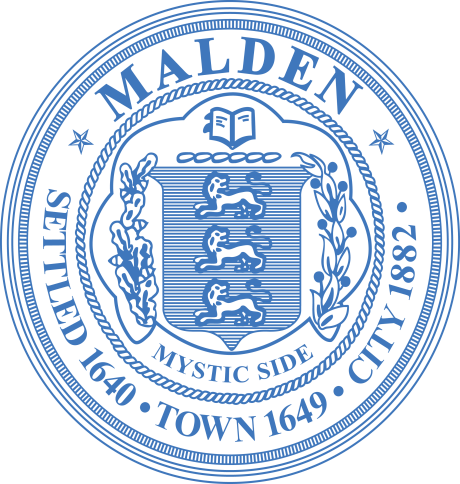 MALDEN
SETTLED 1640 • TOWN 1649 • CITY 1882 •
MYSTIC SIDE